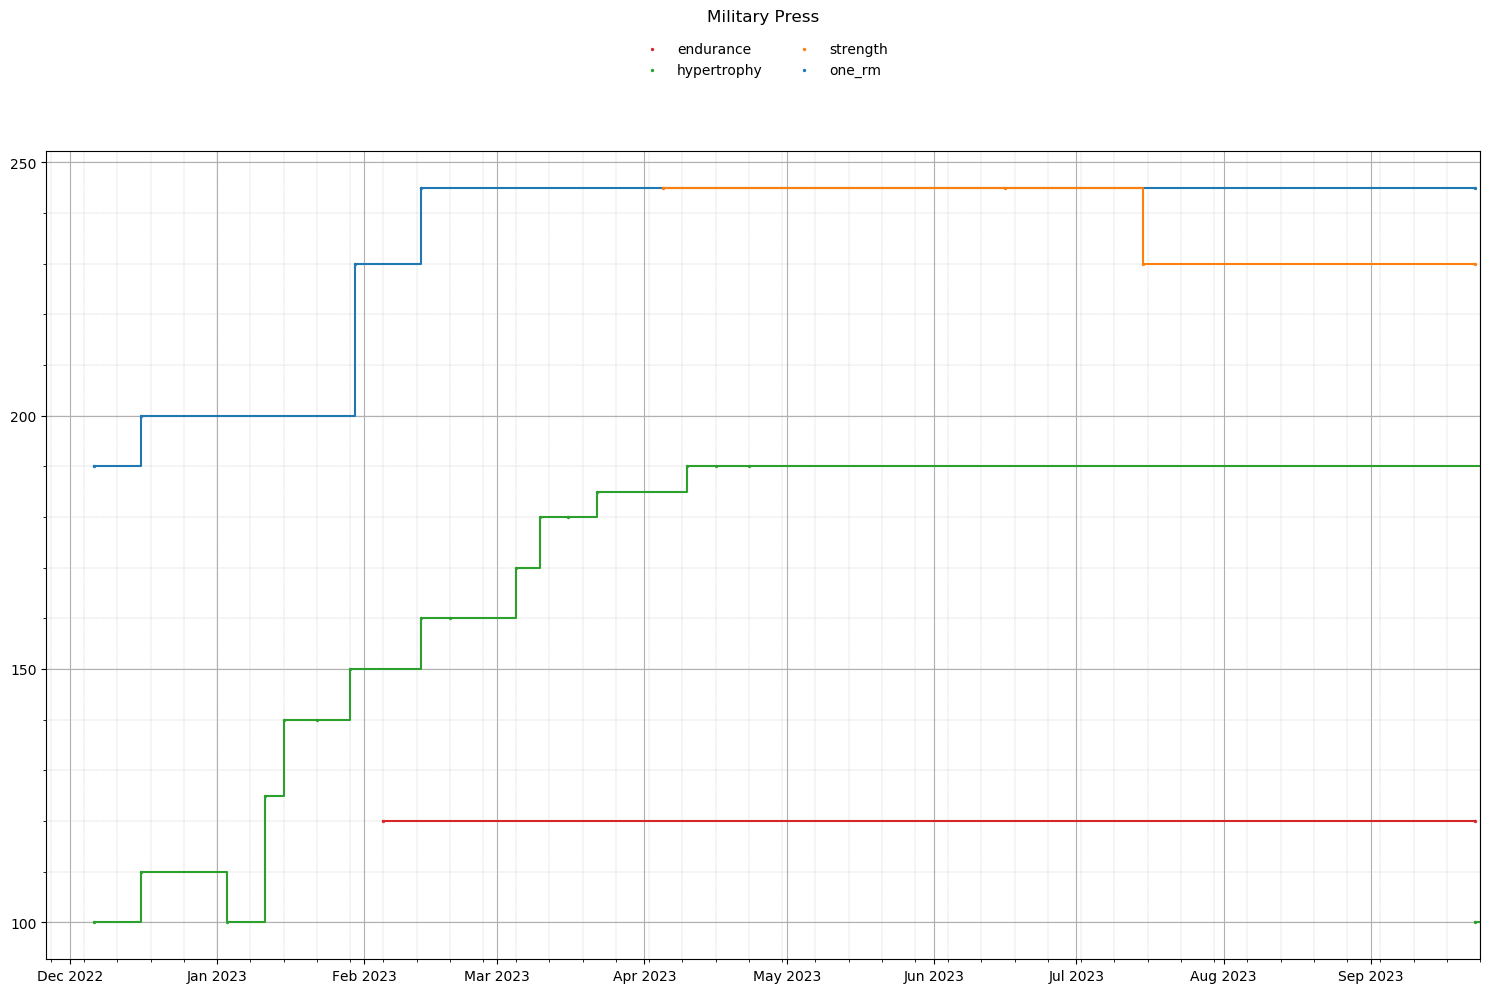 Military Press
endurance strength
hypertrophy one_rm
250
200
150
100
Dec 2022 Jan 2023 Feb 2023 Mar 2023 Apr 2023 May 2023 Jun 2023 Jul 2023 Aug 2023 Sep 2023